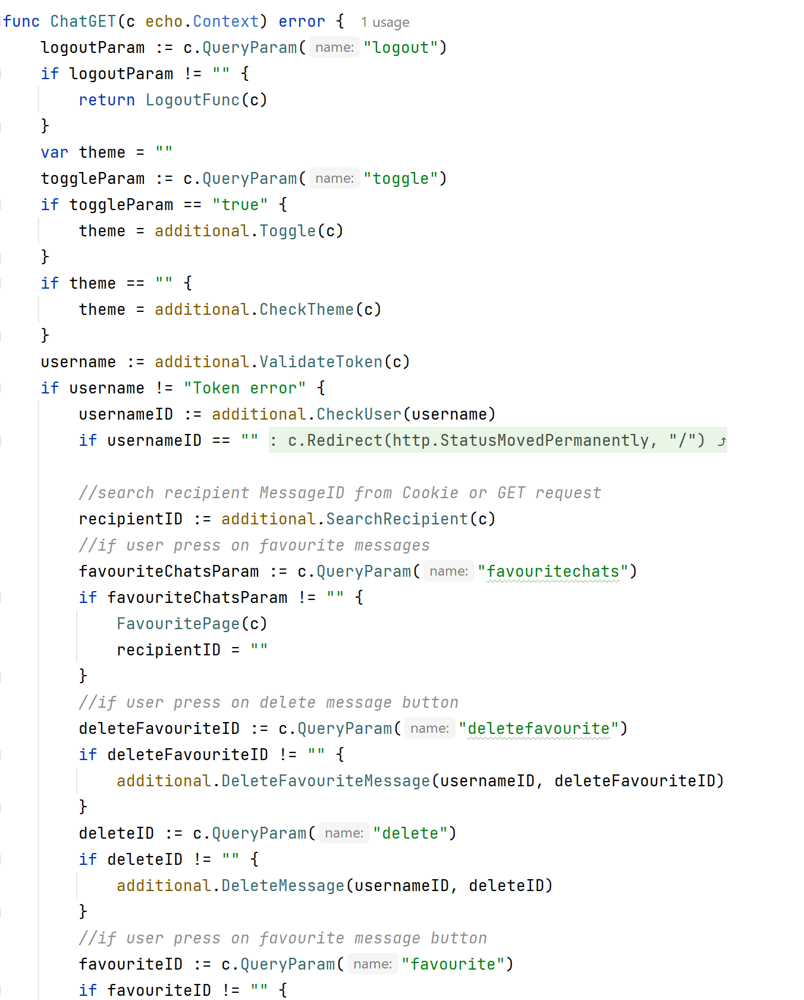 func ChatGET(c echo.Context) error {  1 usage
    logoutParam := c.QueryParam( name: "logout")
    if logoutParam != "" {
        return LogoutFunc(c)
    }
    var theme = ""
    toggleParam := c.QueryParam( name: "toggle")
    if toggleParam == "true" {
        theme = additional.Toggle(c)
    }
    if theme == "" {
        theme = additional.CheckTheme(c)
    }
    username := additional.ValidateToken(c)
    if username != "Token error" {
        usernameID := additional.CheckUser(username)
        if usernameID == "" : c.Redirect(http.StatusMovedPermanently, "/") ⤴

        //search recipient MessageID from Cookie or GET request
        recipientID := additional.SearchRecipient(c)
        //if user press on favourite messages
        favouriteChatsParam := c.QueryParam( name: "favouritechats")
        if favouriteChatsParam != "" {
            FavouritePage(c)
            recipientID = ""
        }
        //if user press on delete message button
        deleteFavouriteID := c.QueryParam( name: "deletefavourite")
        if deleteFavouriteID != "" {
            additional.DeleteFavouriteMessage(usernameID, deleteFavouriteID)
        }
        deleteID := c.QueryParam( name: "delete")
        if deleteID != "" {
            additional.DeleteMessage(usernameID, deleteID)
        }
        //if user press on favourite message button
        favouriteID := c.QueryParam( name: "favourite")
        if favouriteID != "" {